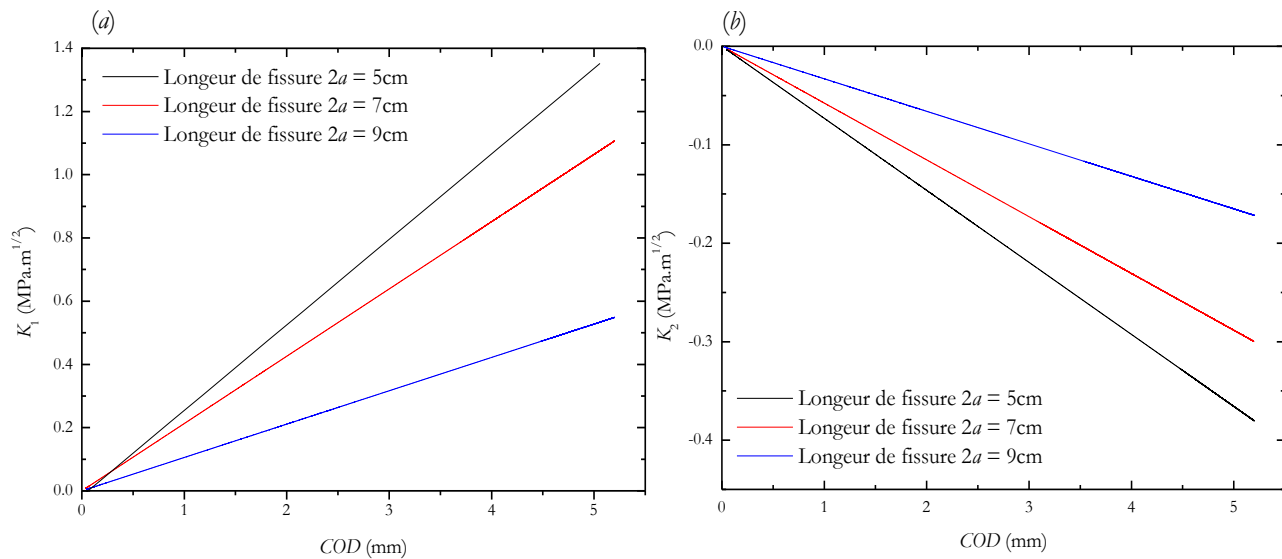 (a)
1.4
1.2
1.0
0.8
0.6
0.4
0.2
0.0
K1 (MPa.m1/2)
Longeur de fissure 2a = 5cm
Longeur de fissure 2a = 7cm
Longeur de fissure 2a = 9cm
0 1 2 3 4 5
COD (mm)
(b)
0.0
-0.1
-0.2
-0.3
-0.4
K2 (MPa.m1/2)
Longeur de fissure 2a = 5cm
Longeur de fissure 2a = 7cm
Longeur de fissure 2a = 9cm
0 1 2 3 4 5
COD (mm)